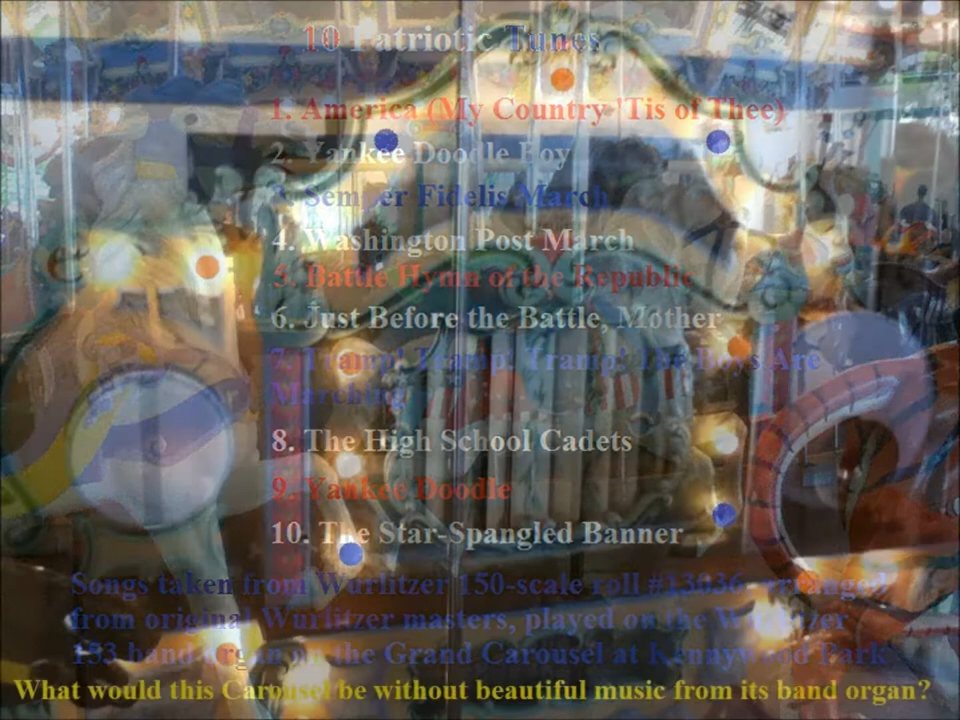 10 Patriotic Tunes
1. America (My Country 'Tis of Thee)
2. Yankee Doodle Boy
3. Semper Fidelis March
4. Washington Post March
5. Battle Hymn of the Republic
6. Just Before the Battle, Mother
7. Tramp! Tramp! Tramp! The Boys Are
Marching
8. The High School Cadets
9. Yankee Doodle
10. The Star-Spangled Banner
Songs taken from Wurlitzer 150-scale roll #13036, arranged
from original Wurlitzer masters, played on the Wurlitzer
153 band organ on the Grand Carousel at Kennywood Park
What would this Carousel be without beautiful music from its band organ?